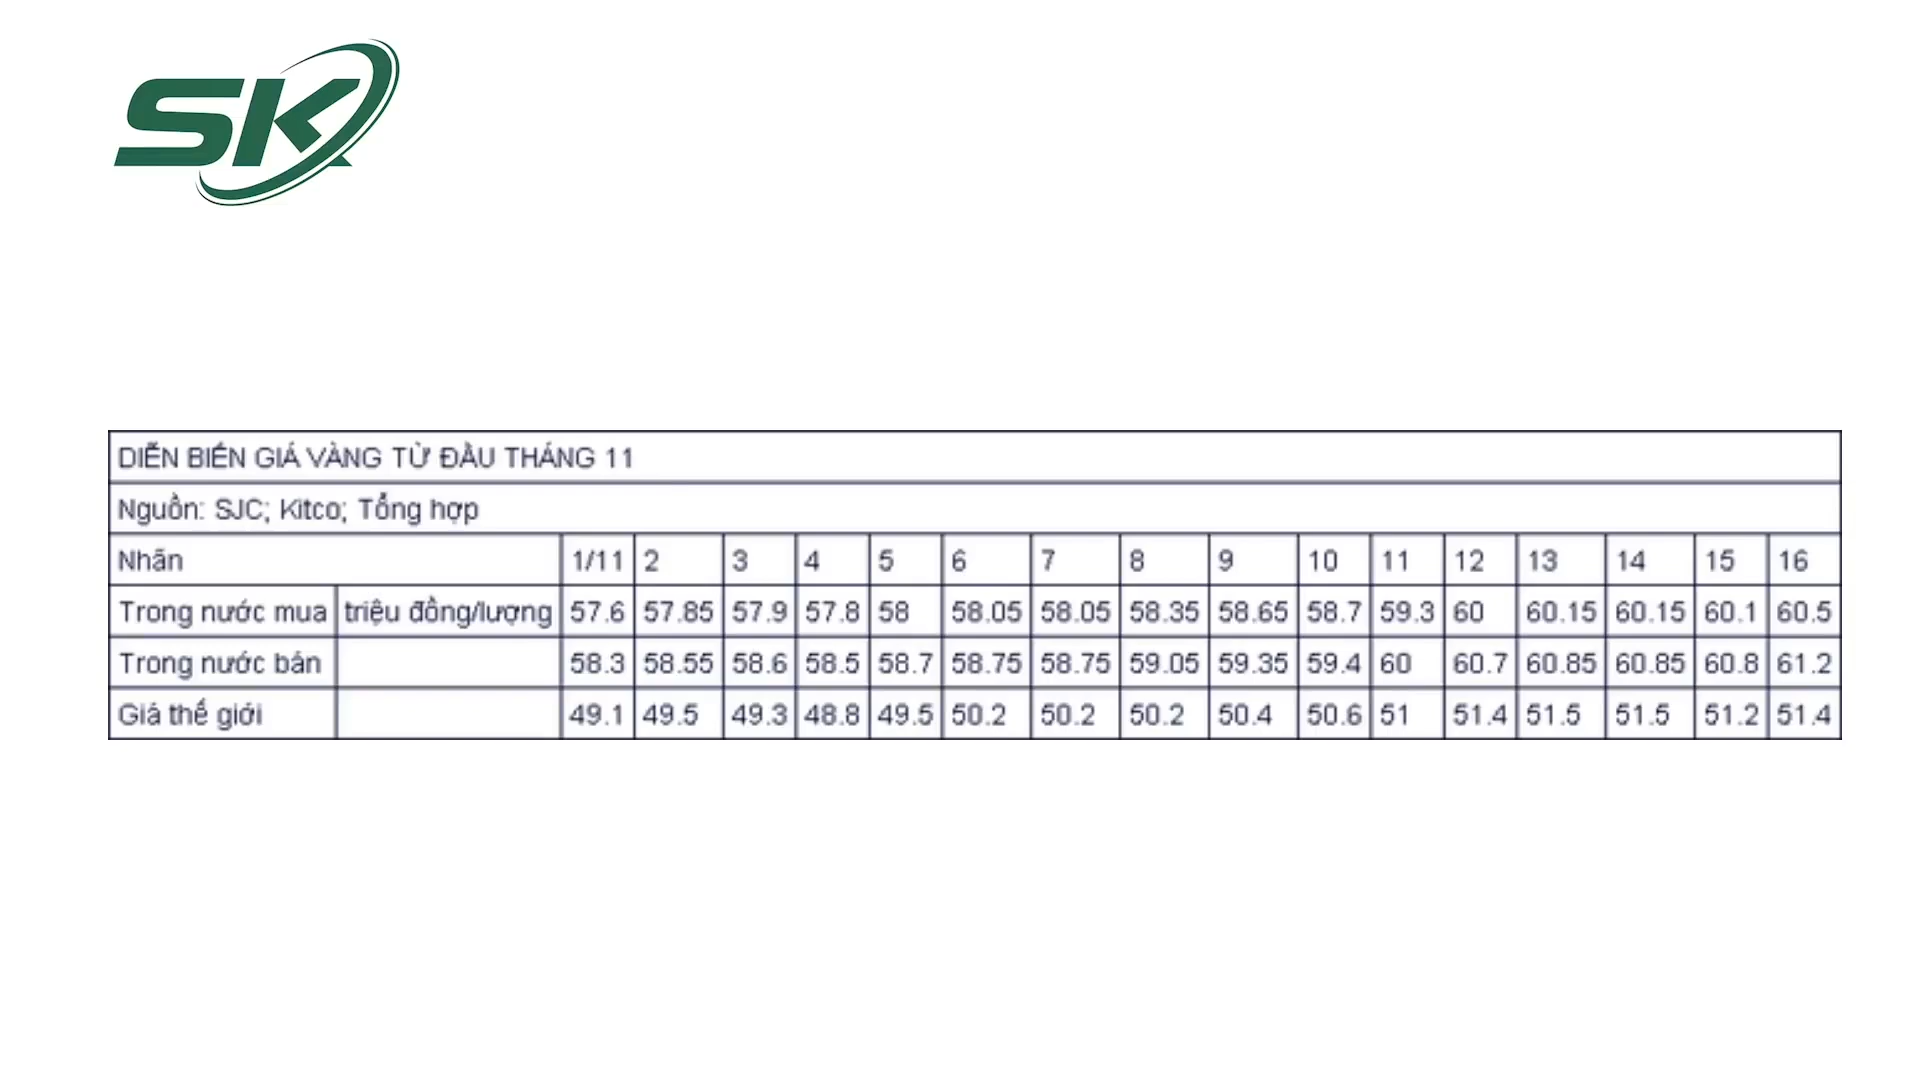 SK
DIỄN BIẾN GIÁ VÀNG TỪ ĐẦU THÁNG 11
Nguồn: SJC; Kitco; Tổng hợp
Nhãn 1/11 2 3 4 5 6 7 8 9 10 11 12 13 14 15 16
Trong nước mua triệu đồng/lượng 57.6 57.85 57.9 57.8 58 58.05 58.05 58.35 58.65 58.7 59.3 60 60.15 60.15 60.1 60.5
Trong nước bán 58.3 58.55 58.6 58.5 58.7 58.75 58.75 59.05 59.35 59.4 60 60.7 60.85 60.85 60.8 61.2
Giá thế giới 49.1 49.5 49.3 48.8 49.5 50.2 50.2 50.2 50.4 50.6 51 51.4 51.5 51.5 51.2 51.4